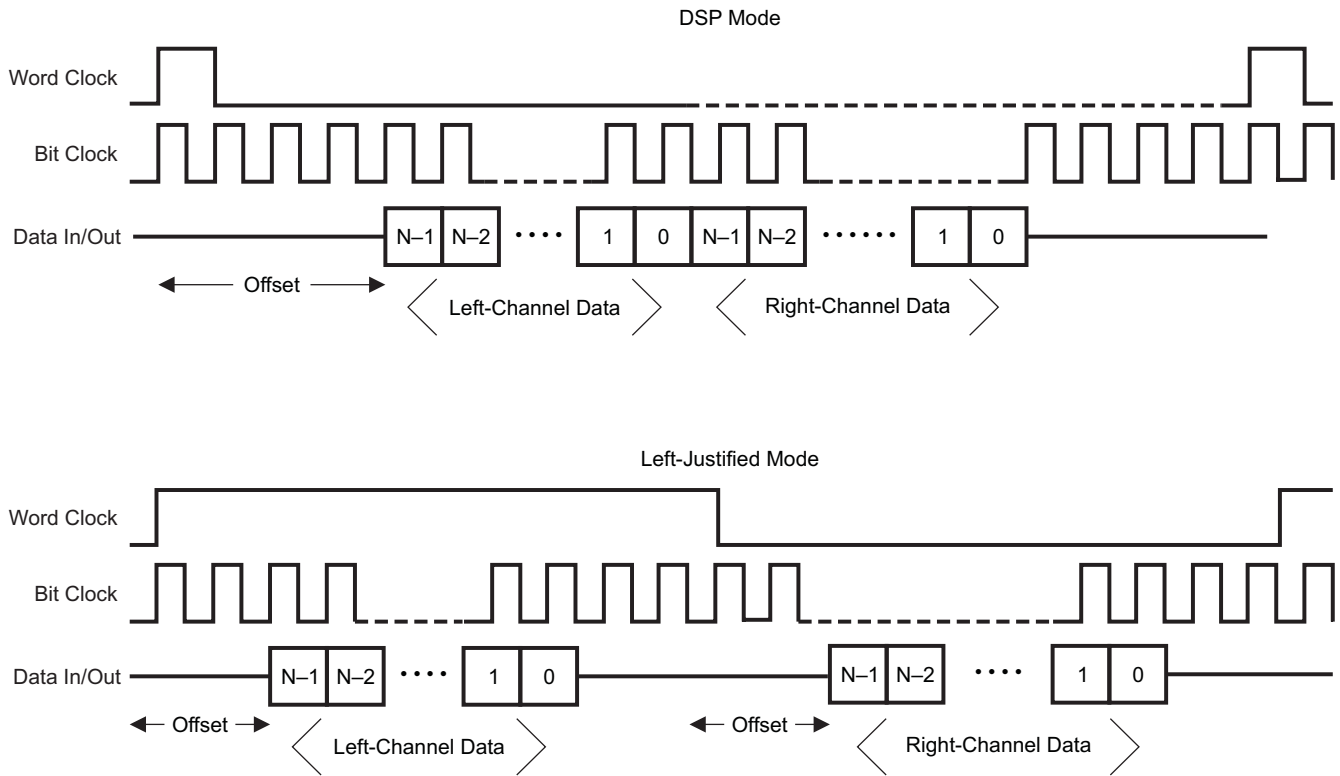 DSP Mode
Word Clock
Bit Clock
Data In/Out N–1 N–2 •••• 1 0 N–1 N–2 •••••• 1 0
Offset
Left-Channel Data Right-Channel Data
Left-Justified Mode
Word Clock
Bit Clock
Data In/Out N–1 N–2 •••• 1 0 N–1 N–2 •••• 1 0
Offset Offset
Left-Channel Data Right-Channel Data